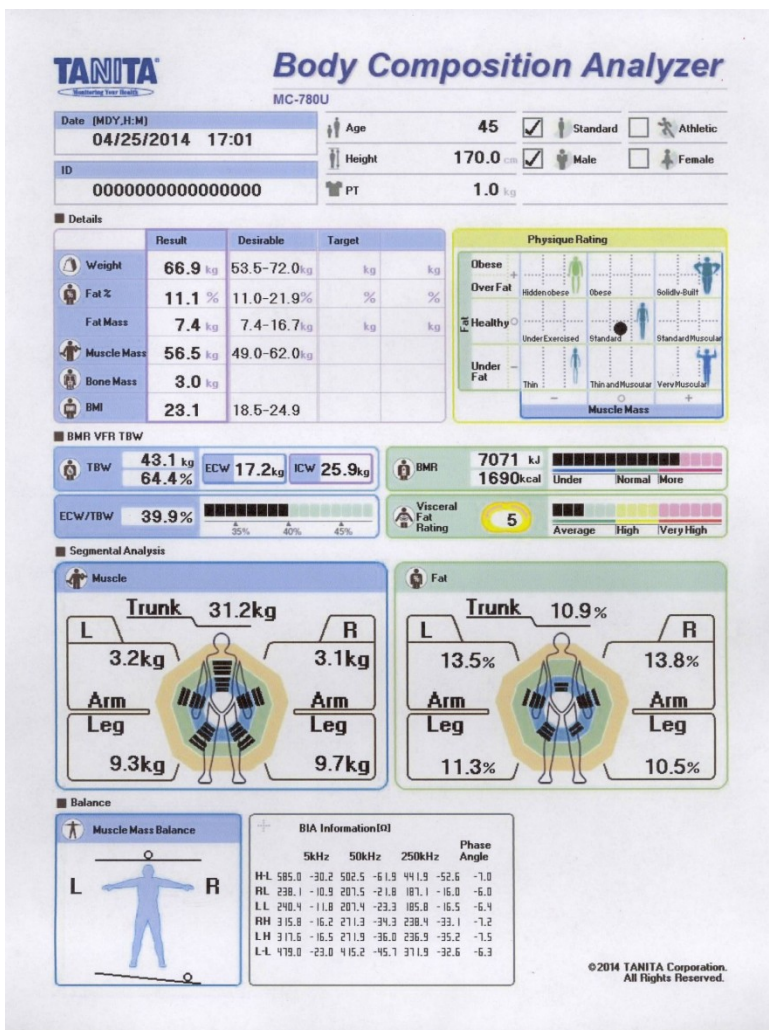 TANITA
Monitoring Your Health
Body Composition Analyzer
MC-780U
Date (MDY,H:M)
04/25/2014 17:01
ID
0000000000000000
Age 45
Height 170.0 cm
PT 1.0 kg
Standard Athletic
Male Female
Details
Result Desirable Target
Weight 66.9 kg 53.5-72.0kg kg kg
Fat% 11.1 % 11.0-21.9% % %
Fat Mass 7.4 kg 7.4-16.7kg kg kg
Muscle Mass 56.5 kg 49.0-62.0kg
Bone Mass 3.0 kg
BMI 23.1 18.5-24.9
Physique Rating
Fat
Obese
Over Fat +
Healthy
Under Fat -
Hidden obese Obese Solidly-Built
Under Exercised Standard Standard Muscular
Thin Thin and Muscular Very Muscular
- +
Muscle Mass
BMR VFR TBW
TBW 43.1 kg
64.4%
ECW 17.2kg ICW 25.9kg
BMR 7071 kJ
1690kcal
Under Normal More
ECW/TBW 39.9%
35% 40% 45%
Visceral Fat Rating 5
Average High Very High
Segmental Analysis
Muscle
Trunk 31.2kg
L R
3.2kg 3.1kg
Arm Arm
Leg Leg
9.3kg 9.7kg
Fat
Trunk 10.9%
L R
13.5% 13.8%
Arm Arm
Leg Leg
11.3% 10.5%
Balance
Muscle Mass Balance
L R
BIA Information[Ω]
5kHz 50kHz 250kHz Phase Angle
H-L 585.0 -30.2 502.5 -61.9 441.9 -52.6 -7.0
RL 238.1 -10.9 207.5 -21.8 187.1 -16.0 -6.0
LL 240.4 -11.8 207.4 -23.3 185.8 -16.5 -6.4
RH 315.8 -16.2 271.3 -34.3 238.4 -33.1 -7.2
LH 317.6 -16.5 271.9 -36.0 236.9 -35.2 -7.5
L-L 479.0 -23.0 415.2 -45.7 371.9 -32.6 -6.3
©2014 TANITA Corporation.
All Rights Reserved.